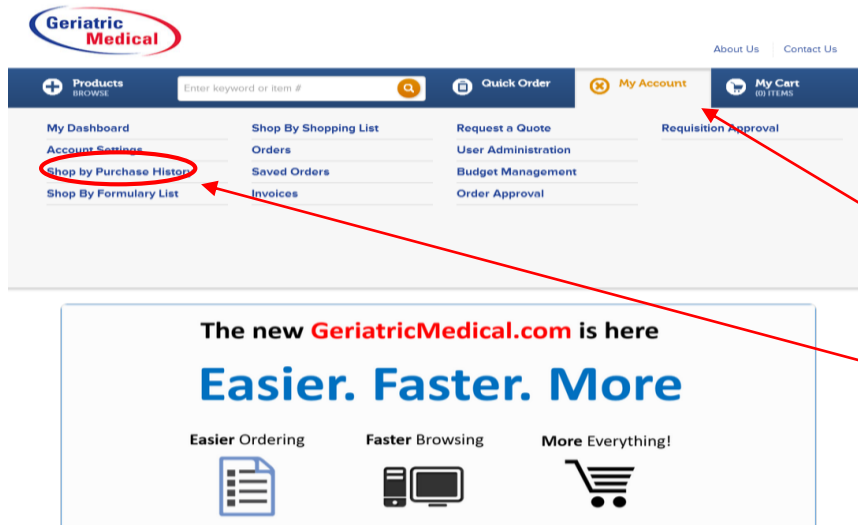 Geriatric
Medical
About Us Contact Us
Products
BROWSE
Enter keyword or item #
Quick Order
My Account
My Cart
(0) ITEMS
My Dashboard Shop By Shopping List Request a Quote Requisition Approval
Account Settings Orders User Administration
Shop by Purchase History Saved Orders Budget Management
Shop By Formulary List Invoices Order Approval
The new GeriatricMedical.com is here
Easier. Faster. More
Easier Ordering Faster Browsing More Everything!